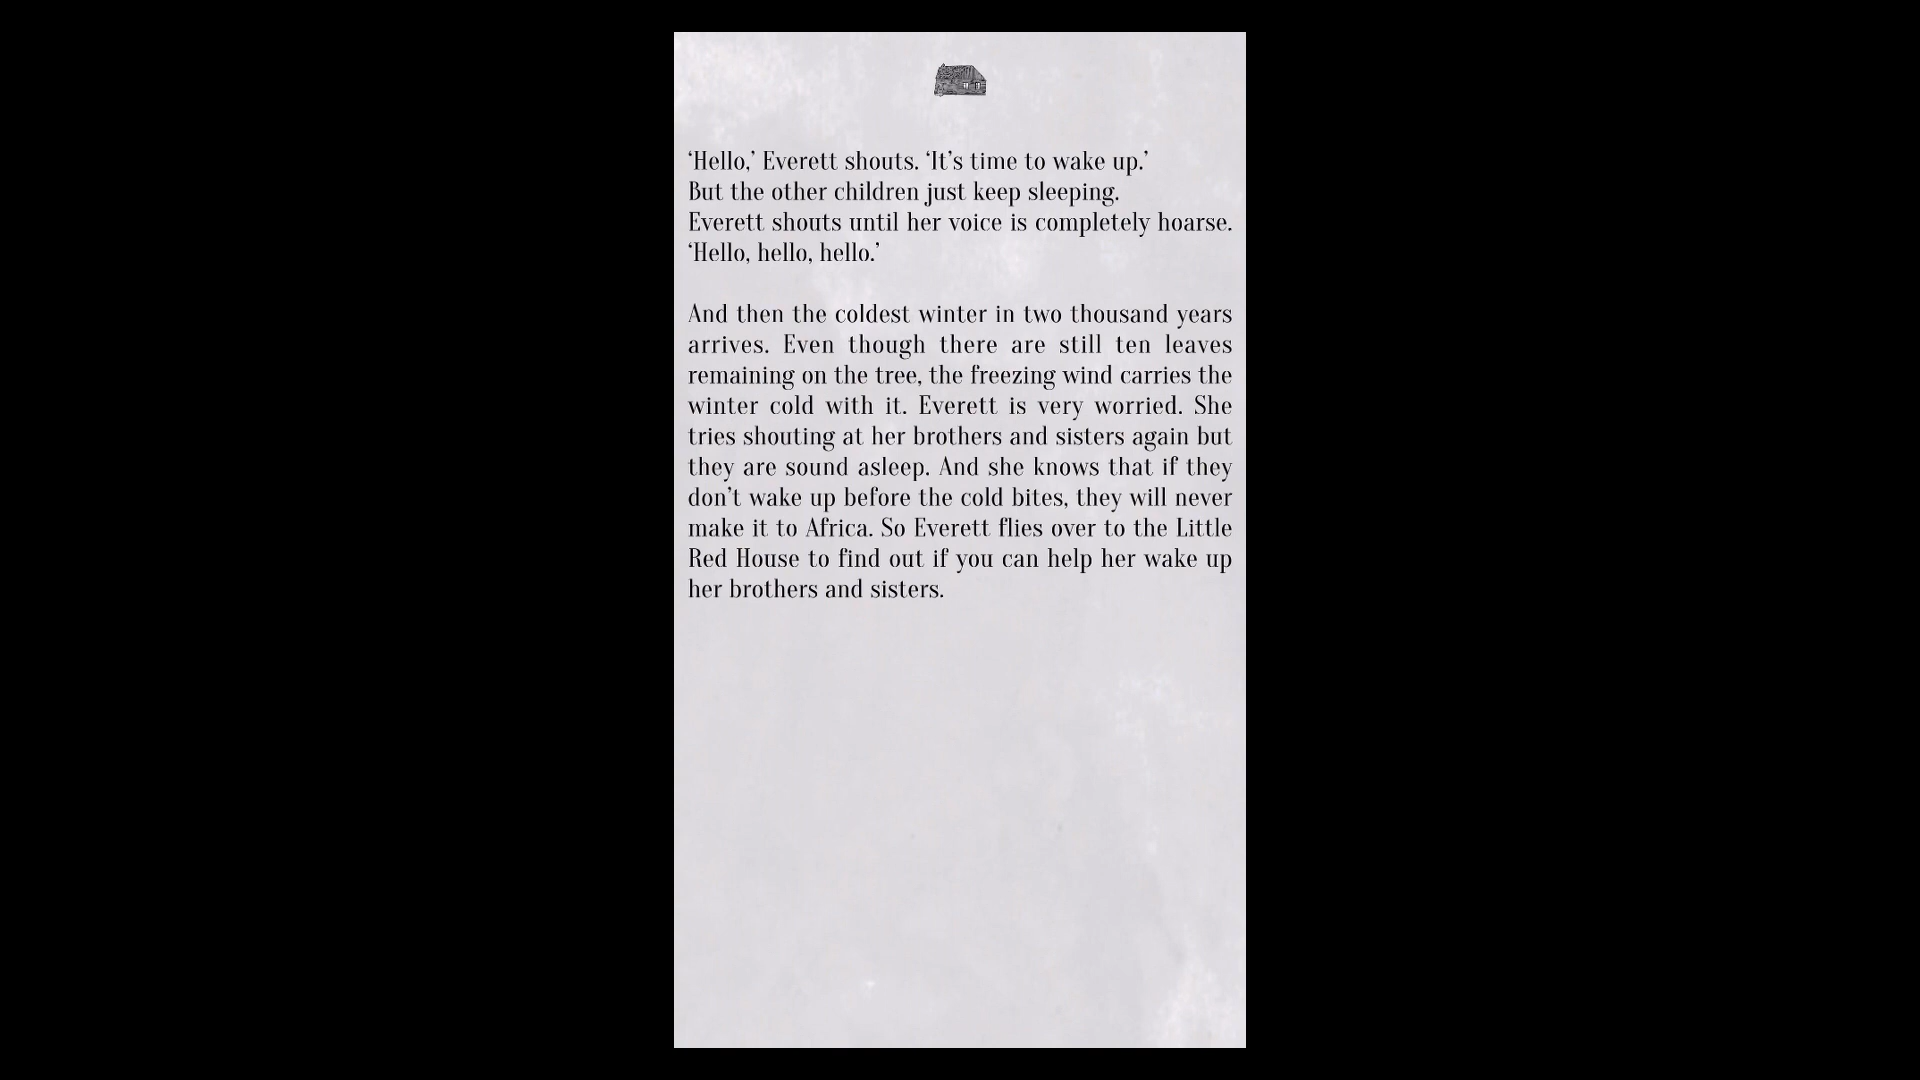 ‘Hello,’ Everett shouts. ‘It’s time to wake up.’
But the other children just keep sleeping.
Everett shouts until her voice is completely hoarse.
‘Hello, hello, hello.’
And then the coldest winter in two thousand years
arrives. Even though there are still ten leaves
remaining on the tree, the freezing wind carries the
winter cold with it. Everett is very worried. She
tries shouting at her brothers and sisters again but
they are sound asleep. And she knows that if they
don’t wake up before the cold bites, they will never
make it to Africa. So Everett flies over to the Little
Red House to find out if you can help her wake up
her brothers and sisters.